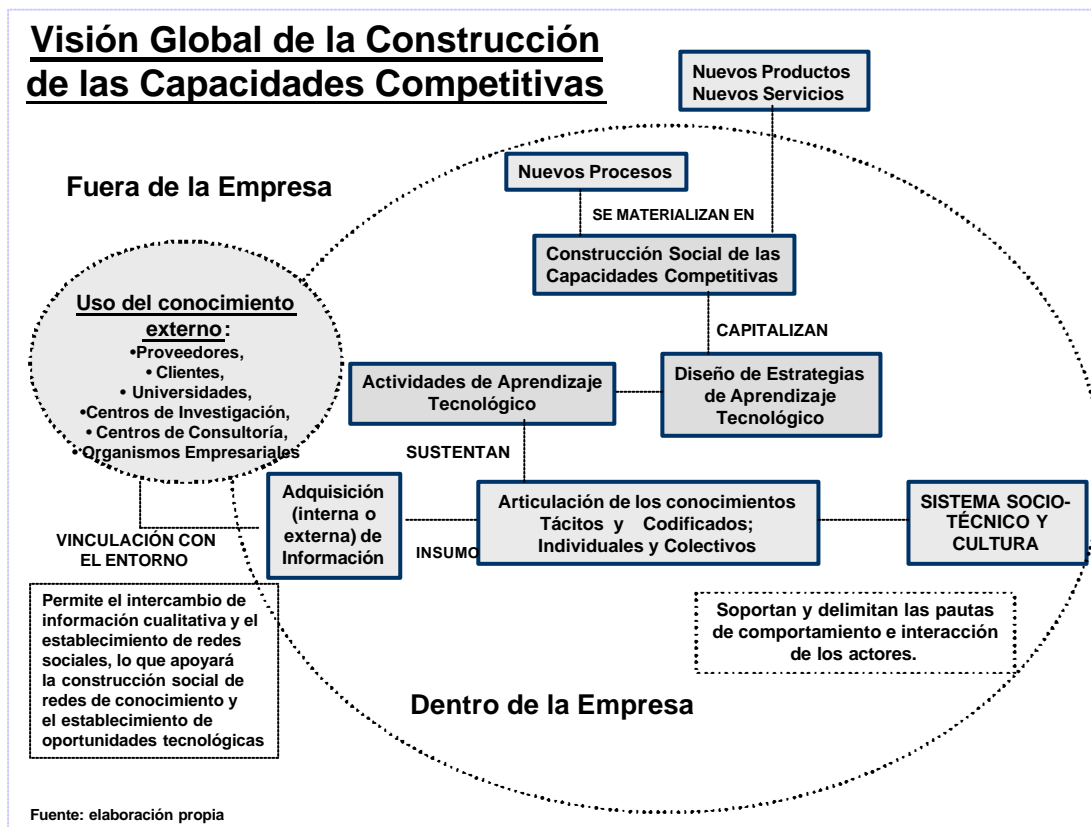 Visión Global de la Construcción
de las Capacidades Competitivas
Nuevos Productos
Nuevos Servicios
Fuera de la Empresa
Nuevos Procesos
SE MATERIALIZAN EN
Construcción Social de las
Capacidades Competitivas
Uso del conocimiento
externo:
•Proveedores,
• Clientes,
• Universidades,
•Centros de Investigación,
• Centros de Consultoría,
• Organismos Empresariales
CAPITALIZAN
Actividades de Aprendizaje
Tecnológico
Diseño de Estrategias
de Aprendizaje
Tecnológico
SUSTENTAN
Adquisición
(interna o
externa) de
Información
INSUMO
Articulación de los conocimientos
Tácitos y Codificados;
Individuales y Colectivos
SISTEMA SOCIO-
TÉCNICO Y
CULTURA
VINCULACIÓN CON
EL ENTORNO
Permite el intercambio de
información cualitativa y el
establecimiento de redes
sociales, lo que apoyará
la construcción social de
redes de conocimiento y
el establecimiento de
oportunidades tecnológicas
Soportan y delimitan las pautas
de comportamiento e interacción
de los actores.
Dentro de la Empresa
Fuente: elaboración propia